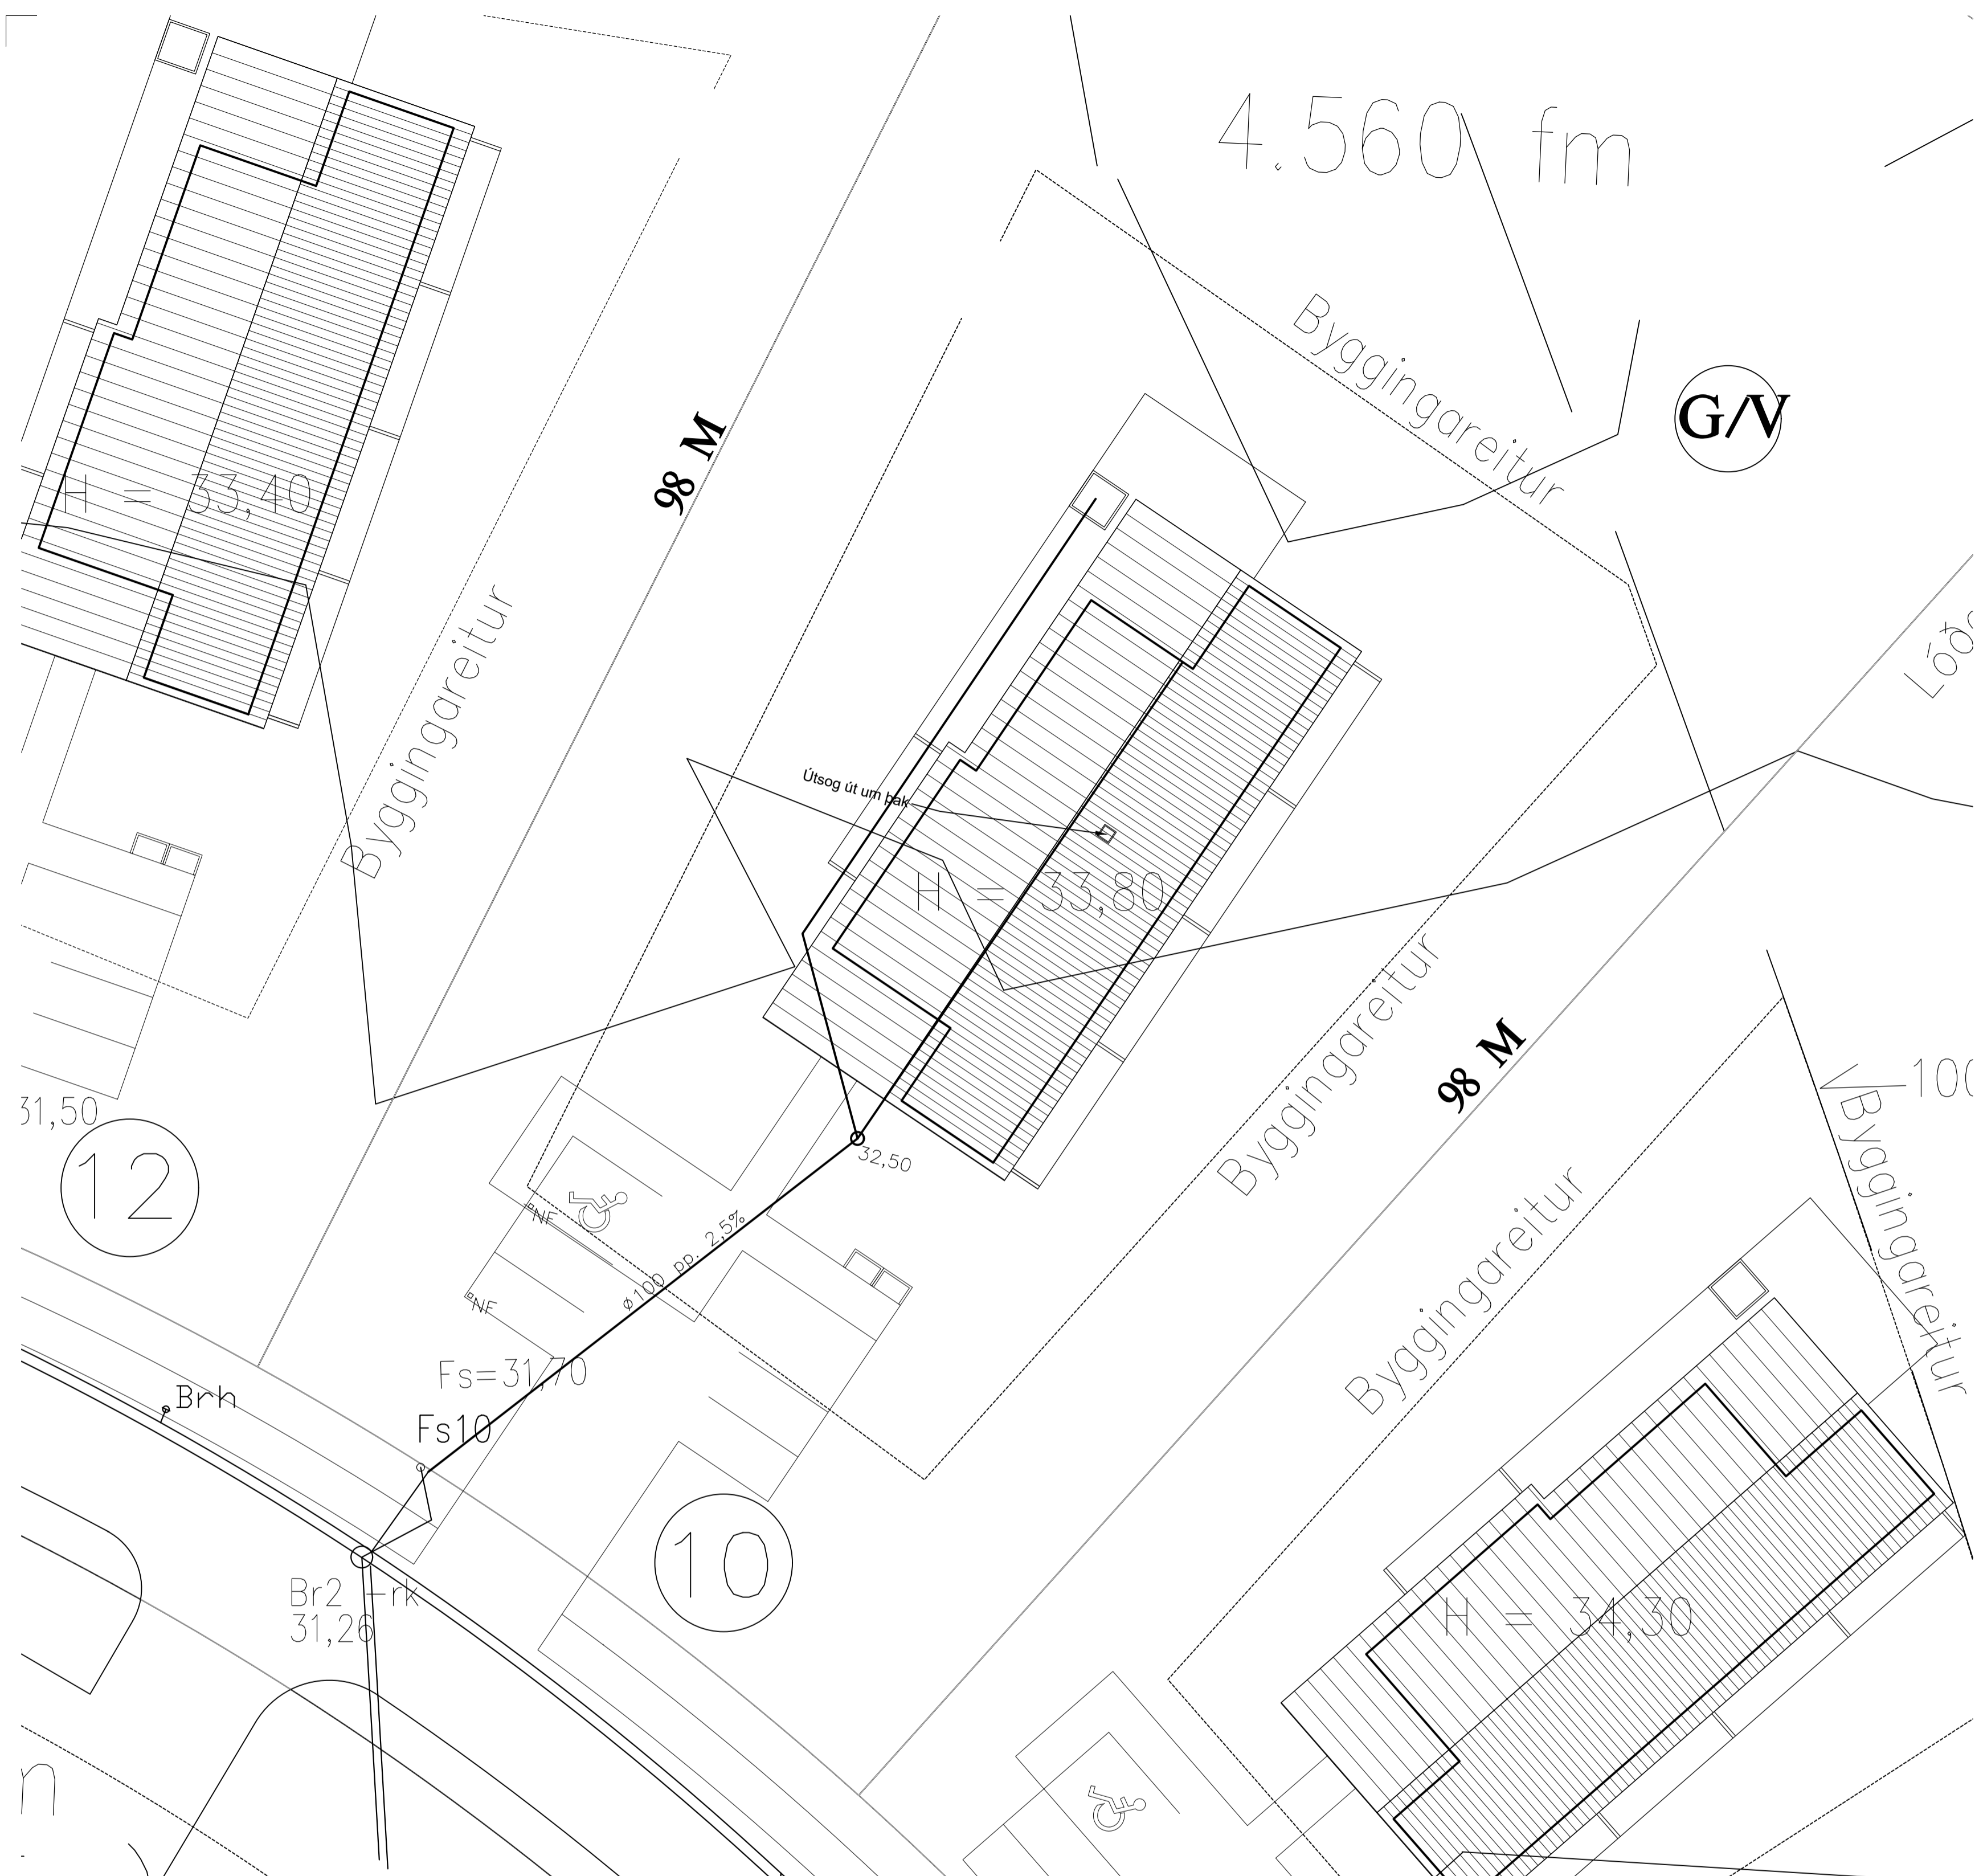 4.560 fm
Byggingareitur
G/V
98 M
H = 33,40
Byggingareitur
Útsog út um þak
H = 33,80
Byggingareitur
98 M
31,50
12
32,50
NF
NF
ø100 pp. 2,5%
Fs=31,70
Fs10
Brh
Byggingareitur
Byggingareitur
10
Br2 -rk
31,26
H = 34,30